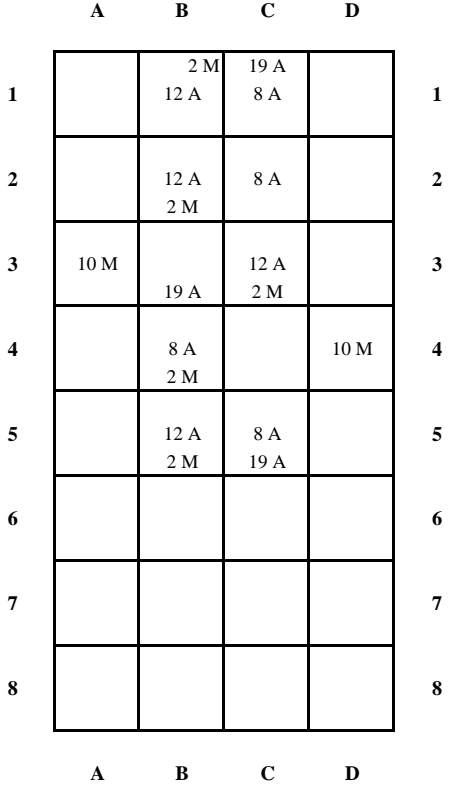 A B C D
2 M 19 A
1 12 A 8 A 1
2 12 A 8 A 2
2 M
3 10 M 12 A 3
19 A 2 M
4 8 A 10 M 4
2 M
5 12 A 8 A 5
2 M 19 A
6 6
7 7
8 8
A B C D